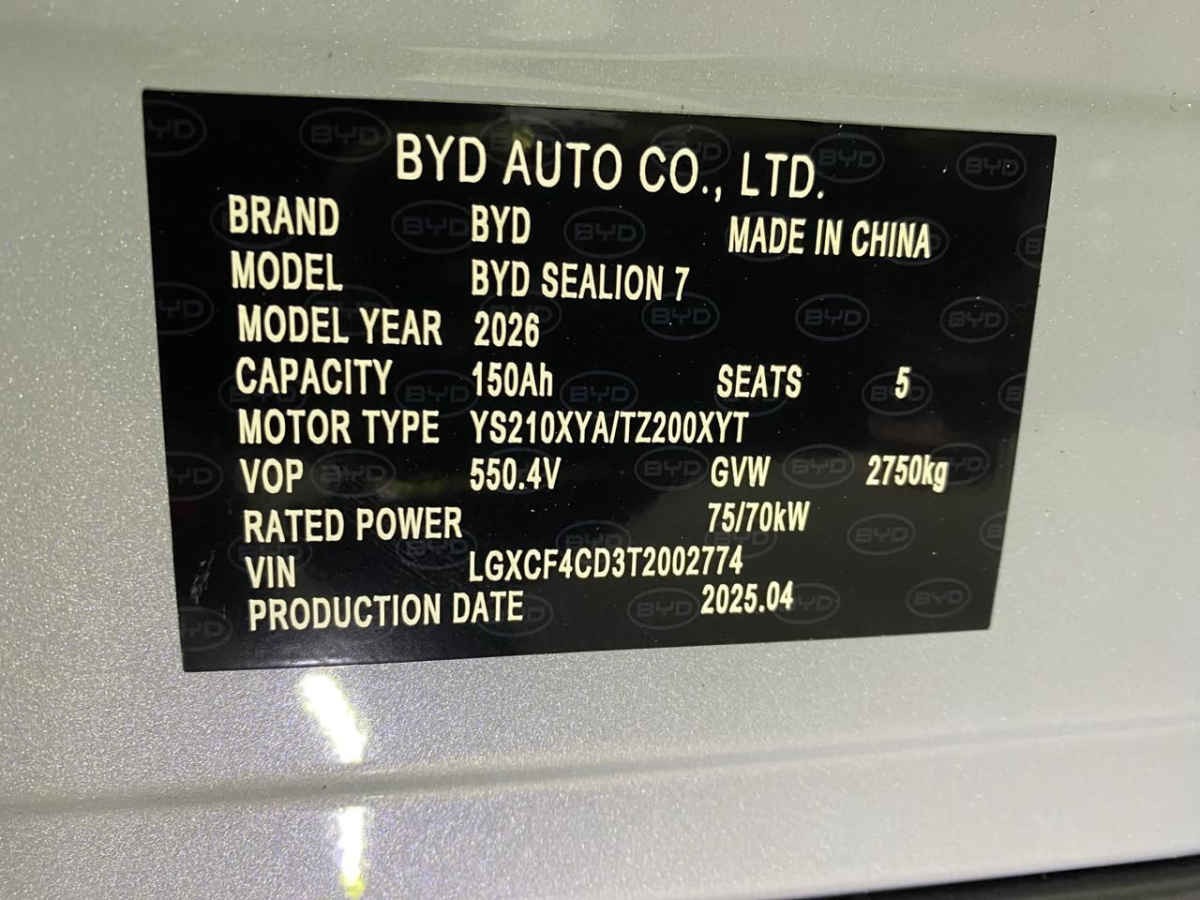 BYD AUTO CO., LTD.
BRAND BYD MADE IN CHINA
MODEL BYD SEALION 7
MODEL YEAR 2026
CAPACITY 150Ah SEATS 5
MOTOR TYPE YS210XYA/TZ200XYT
VOP 550.4V GVW 2750kg
RATED POWER 75/70kW
VIN LGXCF4CD3T2002774
PRODUCTION DATE 2025.04